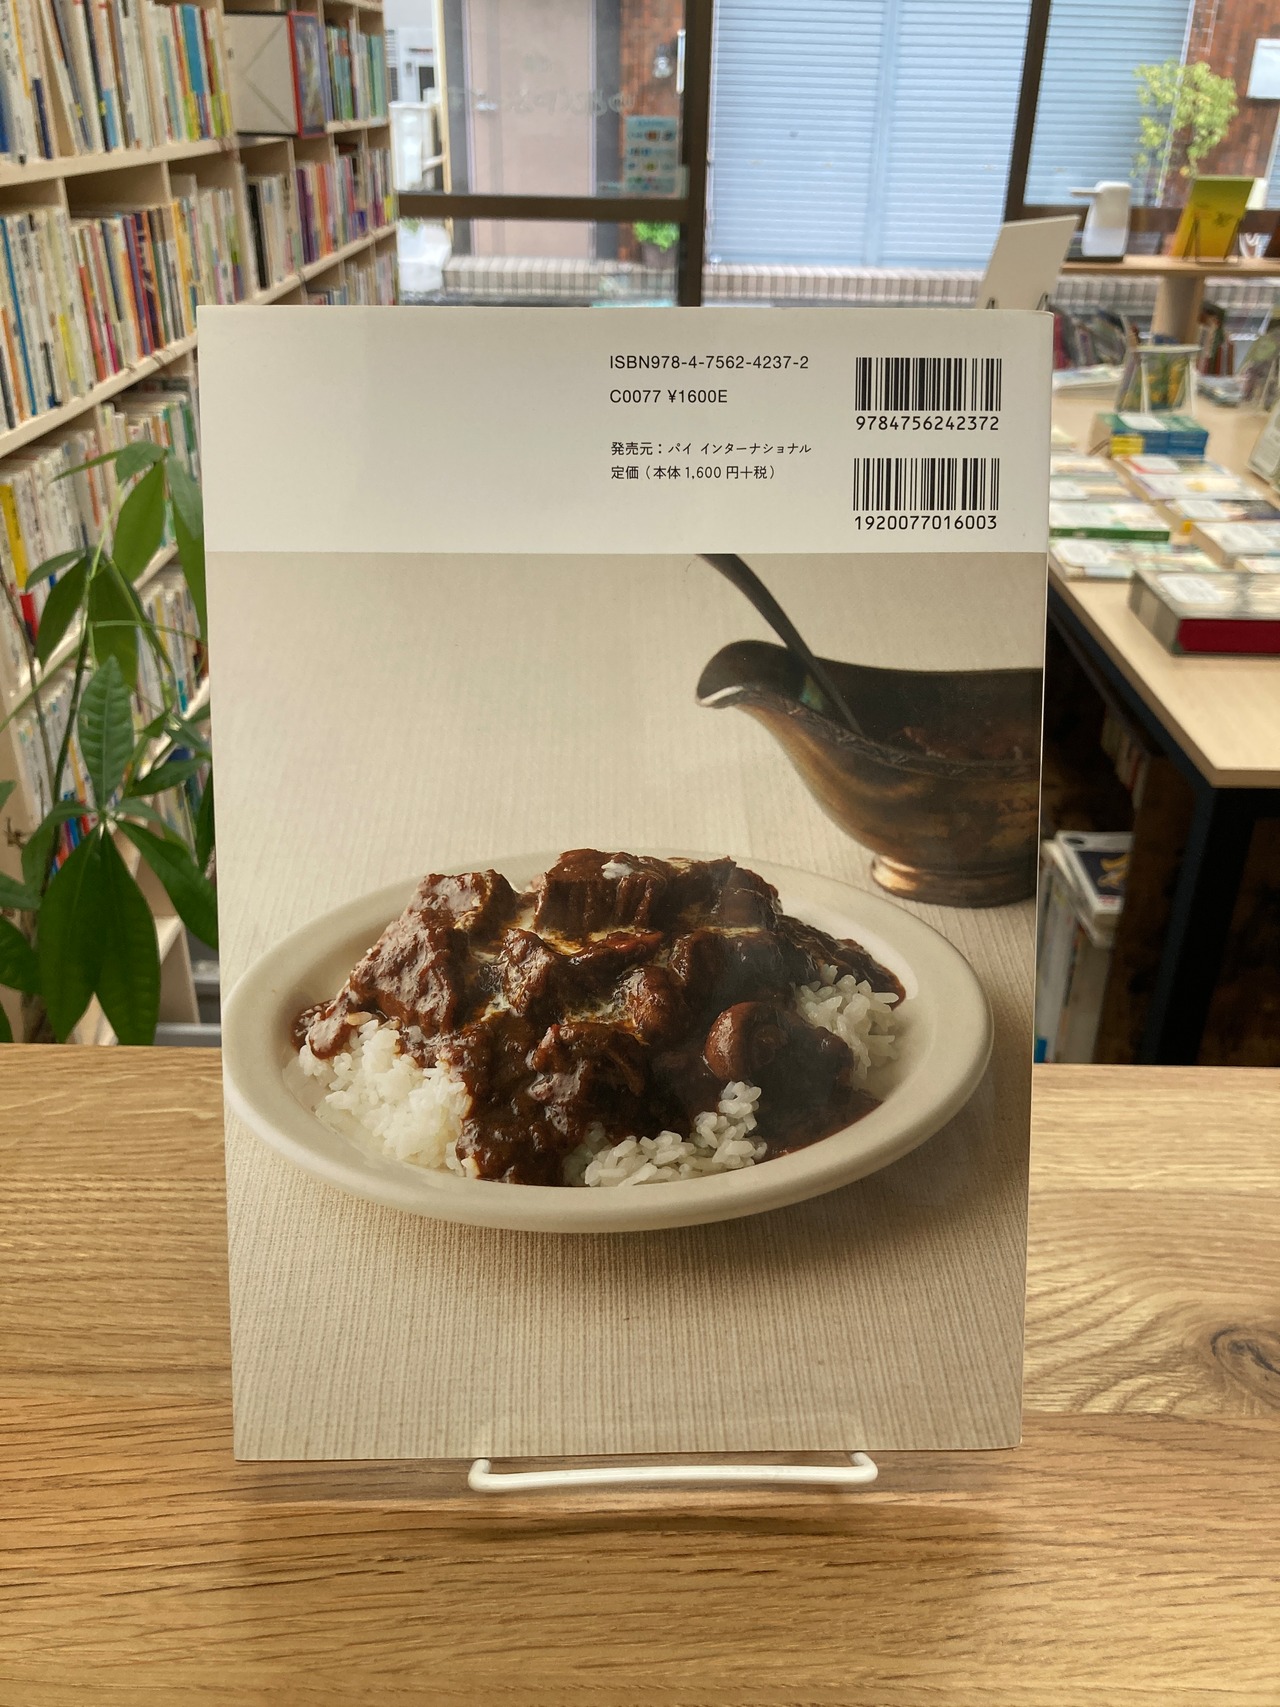 ISBN978-4-7562-4237-2
C0077 ¥1600E
発売元：パイ インターナショナル
定価（本体1,600円＋税）
9784756242372
1920077016003